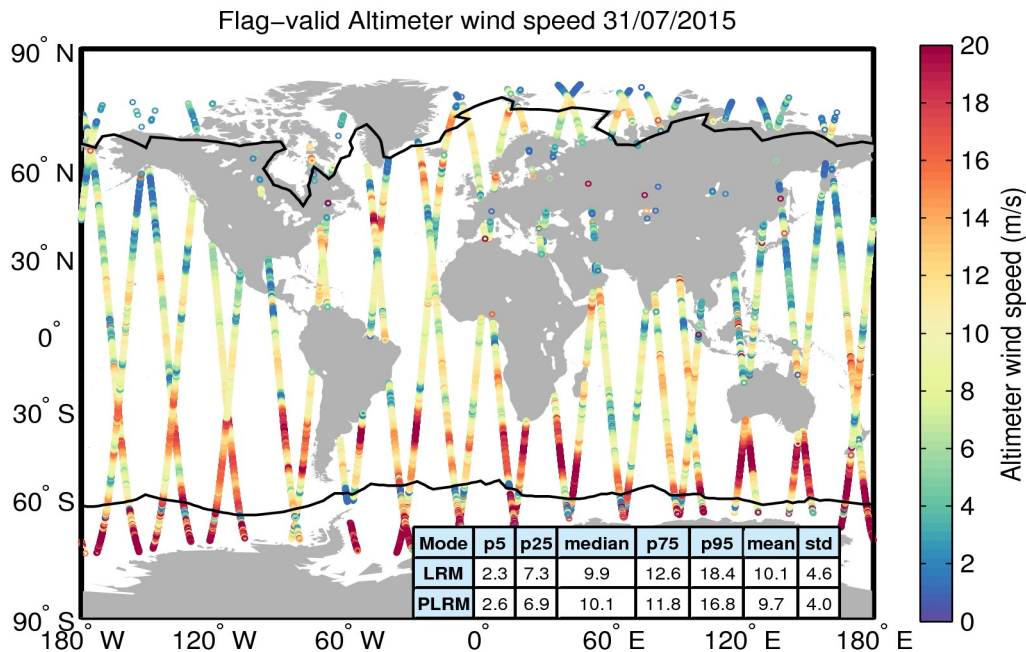 Flag−valid Altimeter wind speed 31/07/2015
90° N
60° N
30° N
0°
30° S
60° S
90° S
180° W
120° W
60° W
0°
60° E
120° E
180° E
Mode p5 p25 median p75 p95 mean std
LRM 2.3 7.3 9.9 12.6 18.4 10.1 4.6
PLRM 2.6 6.9 10.1 11.8 16.8 9.7 4.0
20
18
16
14
12
10
8
6
4
2
0
Altimeter wind speed (m/s)